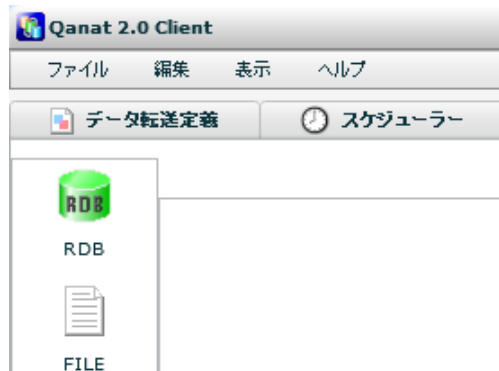 Qanat 2.0 Client
ファイル 編集 表示 ヘルプ
データ転送定義 スケジューラー
RDB
RDB
FILE